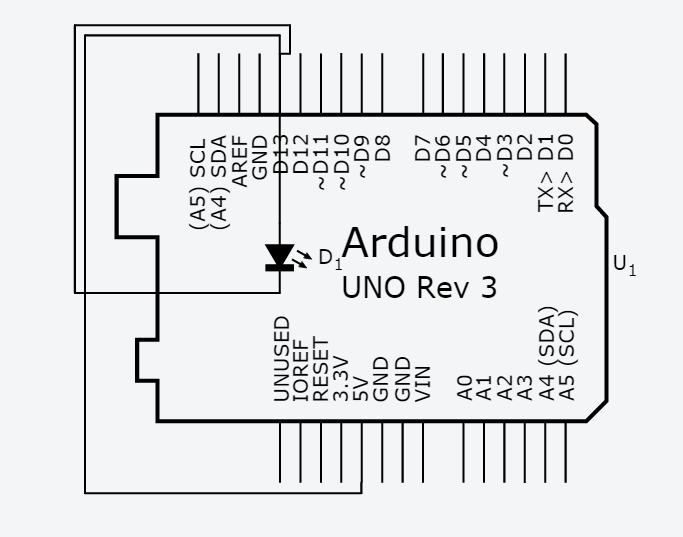 (A5) SCL
(A4) SDA
AREF
GND
D13
D12
~D11
~D10
~D9
D8
D7
~D6
~D5
D4
~D3
D2
TX> D1
RX> D0
D1
Arduino
UNO Rev 3
U1
UNUSED
IOREF
RESET
3.3V
5V
GND
GND
VIN
A0
A1
A2
A3
A4 (SDA)
A5 (SCL)